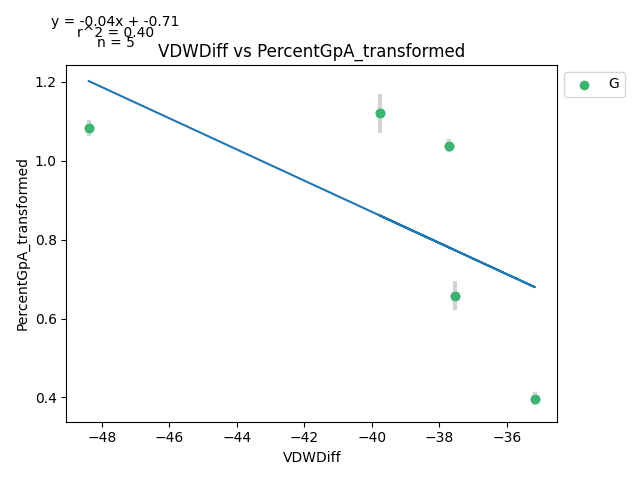 y = -0.04x + -0.71
r^2 = 0.40
n = 5
VDWDiff vs PercentGpA_transformed
G
1.2
1.0
0.8
0.6
0.4
PercentGpA_transformed
−48
−46
−44
−42
−40
−38
−36
VDWDiff